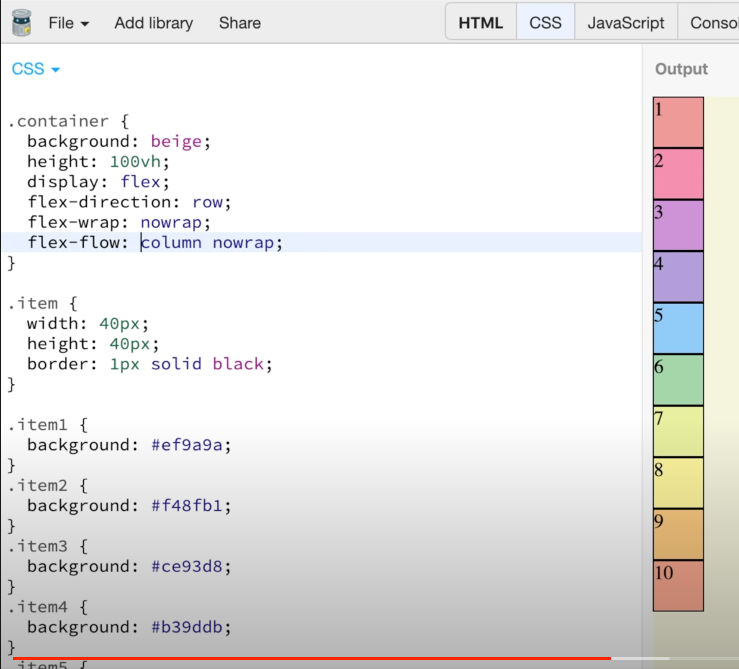 File Add library Share HTML CSS JavaScript Conso
CSS
Output
.container {
  background: beige;
  height: 100vh;
  display: flex;
  flex-direction: row;
  flex-wrap: nowrap;
  flex-flow: column nowrap;
}
.item {
  width: 40px;
  height: 40px;
  border: 1px solid black;
}
.item1 {
  background: #ef9a9a;
}
.item2 {
  background: #f48fb1;
}
.item3 {
  background: #ce93d8;
}
.item4 {
  background: #b39ddb;
}
.item5 {
1
2
3
4
5
6
7
8
9
10